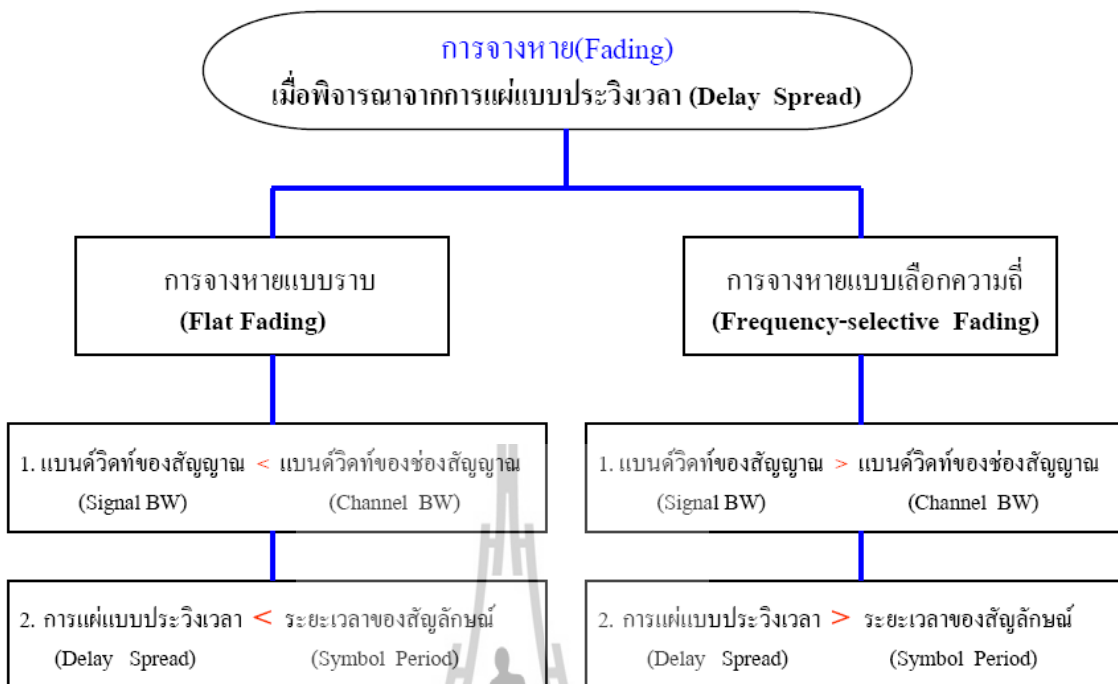 การจางหาย(Fading)
เมื่อพิจารณาจากการแผ่แบบประวิงเวลา (Delay Spread)
การจางหายแบบราบ
(Flat Fading)
การจางหายแบบเลือกความถี่
(Frequency-selective Fading)
1. แบนด์วิดท์ของสัญญาณ < แบนด์วิดท์ของช่องสัญญาณ
(Signal BW) (Channel BW)
1. แบนด์วิดท์ของสัญญาณ > แบนด์วิดท์ของช่องสัญญาณ
(Signal BW) (Channel BW)
2. การแผ่แบบประวิงเวลา < ระยะเวลาของสัญลักษณ์
(Delay Spread) (Symbol Period)
2. การแผ่แบบประวิงเวลา > ระยะเวลาของสัญลักษณ์
(Delay Spread) (Symbol Period)